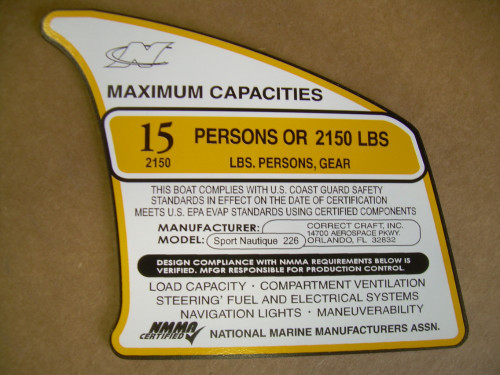 MAXIMUM CAPACITIES
15 PERSONS OR 2150 LBS
2150 LBS. PERSONS, GEAR
THIS BOAT COMPLIES WITH U.S. COAST GUARD SAFETY
STANDARDS IN EFFECT ON THE DATE OF CERTIFICATION
MEETS U.S. EPA EVAP STANDARDS USING CERTIFIED COMPONENTS
MANUFACTURER: CORRECT CRAFT, INC.
14700 AEROSPACE PKWY.
MODEL: Sport Nautique 226 ORLANDO, FL 32832
DESIGN COMPLIANCE WITH NMMA REQUIREMENTS BELOW IS
VERIFIED. MFGR RESPONSIBLE FOR PRODUCTION CONTROL.
LOAD CAPACITY · COMPARTMENT VENTILATION
STEERING' FUEL AND ELECTRICAL SYSTEMS
NAVIGATION LIGHTS · MANEUVERABILITY
NMMA
CERTIFIED NATIONAL MARINE MANUFACTURERS ASSN.